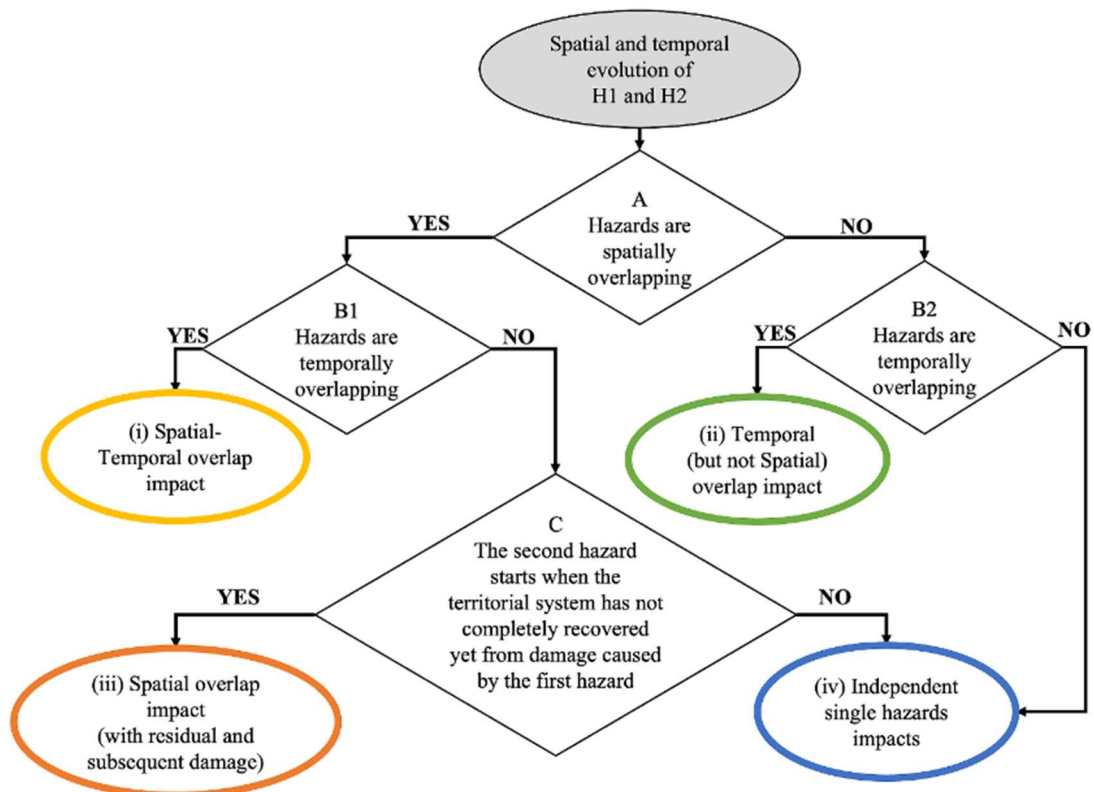 Spatial and temporal
evolution of
H1 and H2
A
Hazards are
spatially
overlapping
YES
NO
B1
Hazards are
temporally
overlapping
YES
NO
B2
Hazards are
temporally
overlapping
YES
NO
(i) Spatial-
Temporal overlap
impact
(ii) Temporal
(but not Spatial)
overlap impact
C
The second hazard
starts when the
territorial system has not
completely recovered
yet from damage caused
by the first hazard
YES
NO
(iii) Spatial overlap
impact
(with residual and
subsequent damage)
(iv) Independent
single hazards
impacts